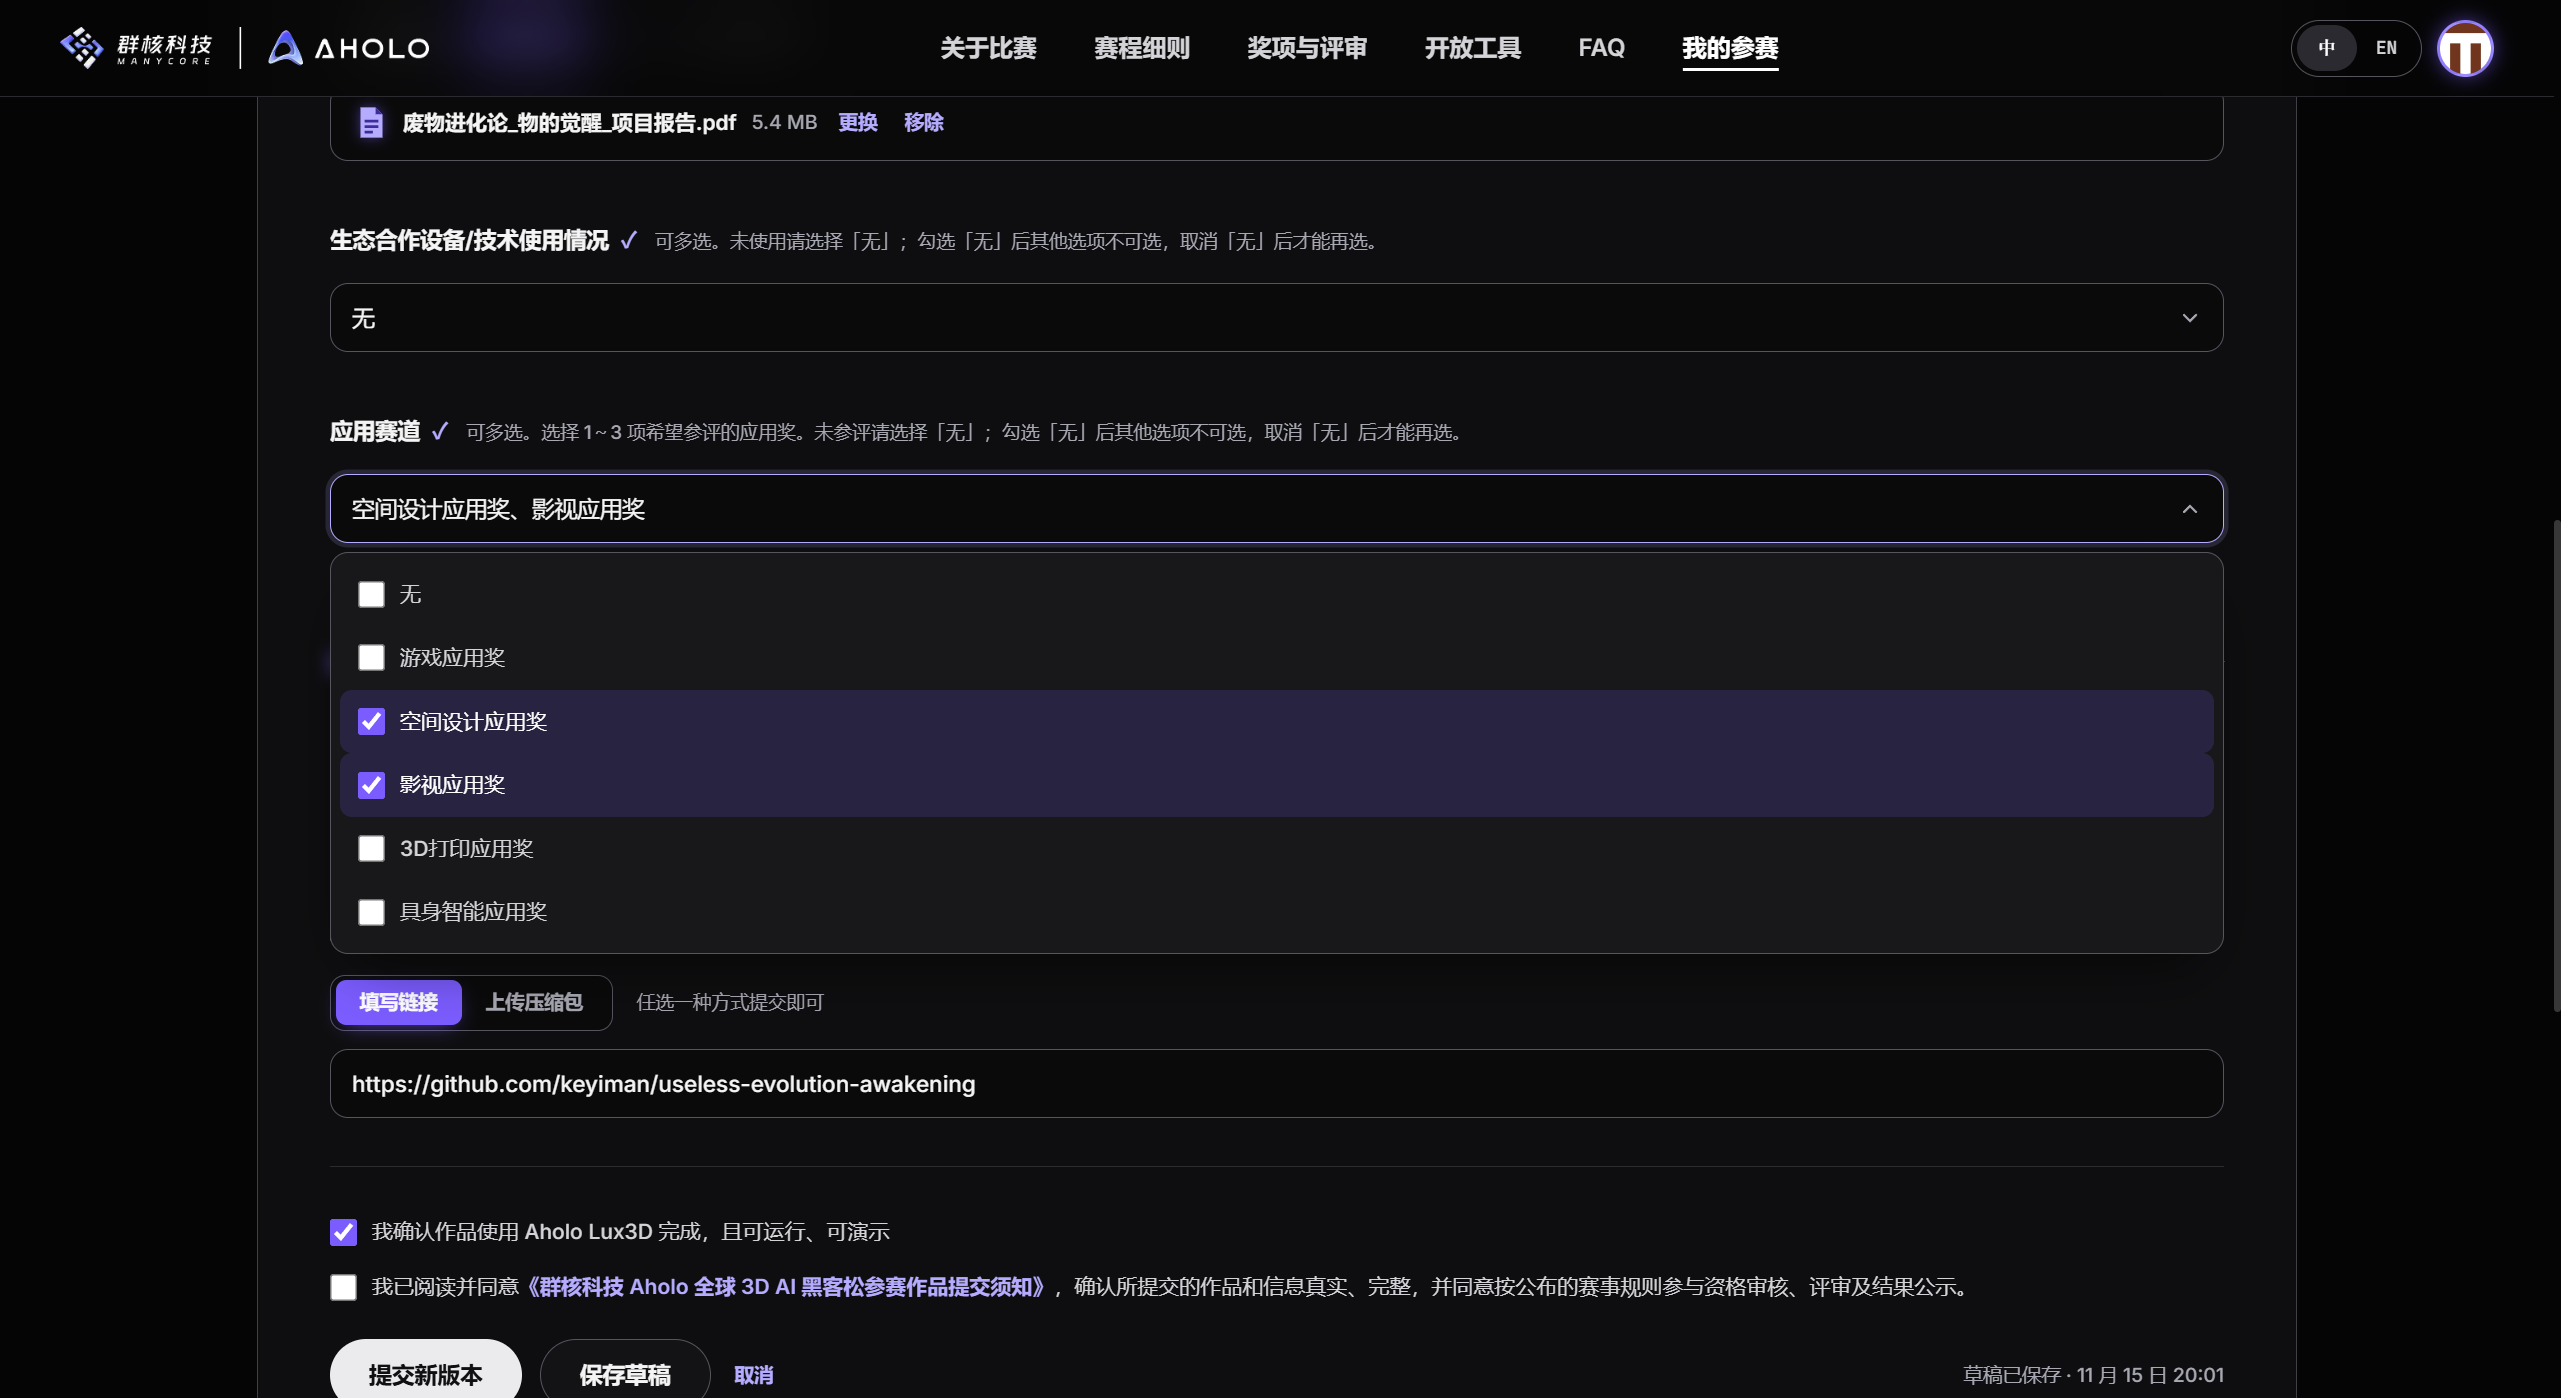 群核科技
MANYCORE
AHOLO
关于比赛
赛程细则
奖项与评审
开放工具
FAQ
我的参赛
中
EN
废物进化论_物的觉醒_项目报告.pdf 5.4 MB 更换 移除
生态合作设备/技术使用情况 ✓ 可多选。未使用请选择「无」；勾选「无」后其他选项不可选，取消「无」后才能再选。
无
应用赛道 ✓ 可多选。选择 1~3 项希望参评的应用奖。未参评请选择「无」；勾选「无」后其他选项不可选，取消「无」后才能再选。
空间设计应用奖、影视应用奖
无
游戏应用奖
空间设计应用奖
影视应用奖
3D打印应用奖
具身智能应用奖
填写链接 上传压缩包 任选一种方式提交即可
https://github.com/keyiman/useless-evolution-awakening
我确认作品使用 Aholo Lux3D 完成，且可运行、可演示
我已阅读并同意《群核科技 Aholo 全球 3D AI 黑客松参赛作品提交须知》，确认所提交的作品和信息真实、完整，并同意按公布的赛事规则参与资格审核、评审及结果公示。
提交新版本 保存草稿 取消
草稿已保存 · 11 月 15 日 20:01